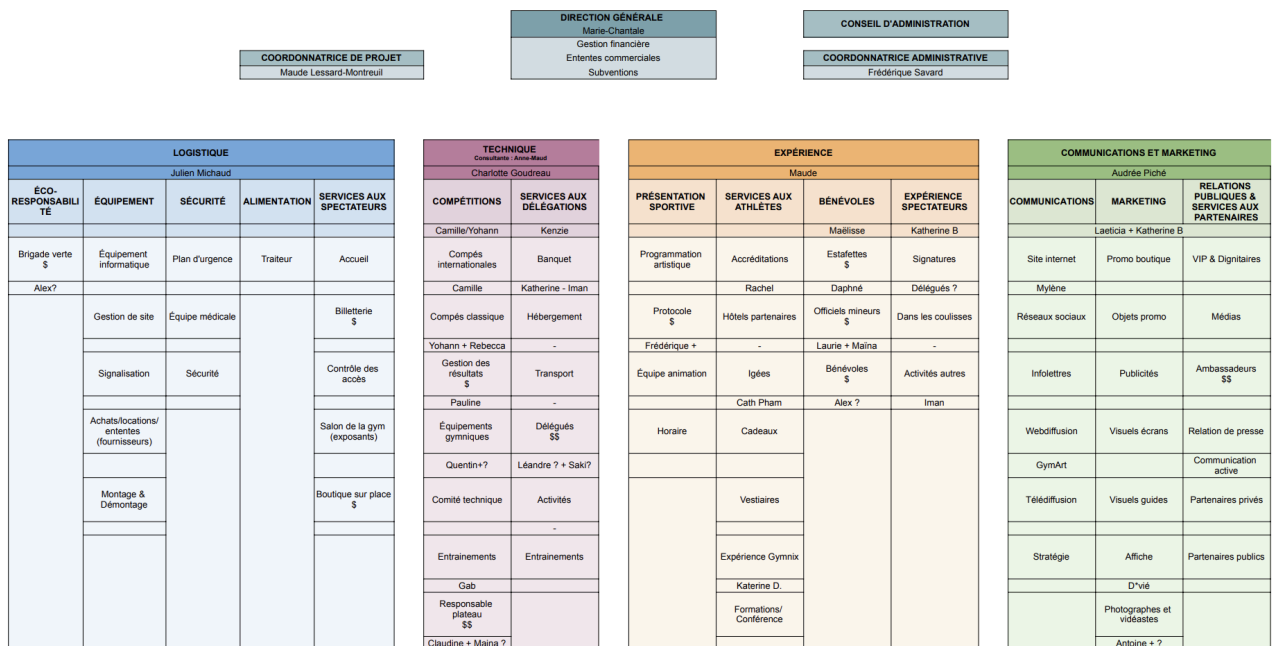 DIRECTION GÉNÉRALE
Marie-Chantale
Gestion financière
Ententes commerciales
Subventions
CONSEIL D'ADMINISTRATION
COORDONNATRICE DE PROJET
Maude Lessard-Montreuil
COORDONNATRICE ADMINISTRATIVE
Frédérique Savard
LOGISTIQUE
Julien Michaud
ÉCO-
RESPONSABILI
TÉ
ÉQUIPEMENT
SÉCURITÉ
ALIMENTATION
SERVICES AUX
SPECTATEURS
Brigade verte
$
Équipement
informatique
Plan d'urgence
Traiteur
Accueil
Alex?
Gestion de site
Équipe médicale
Billetterie
$
Signalisation
Sécurité
Contrôle des
accès
Achats/locations/
ententes
(fournisseurs)
Salon de la gym
(exposants)
Montage &
Démontage
Boutique sur place
$
TECHNIQUE
Consultante : Anne-Maud
Charlotte Goudreau
COMPÉTITIONS
SERVICES AUX
DÉLÉGATIONS
Camille/Yohann
Kenzie
Compés
internationales
Banquet
Camille
Katherine - Iman
Compés classique
Hébergement
Yohann + Rebecca
-
Gestion des
résultats
$
Transport
Pauline
-
Équipements
gymniques
Délégués
$$
Quentin+?
Léandre ? + Saki?
Comité technique
Activités
-
Entrainements
Entrainements
Gab
Responsable
plateau
$$
Claudine + Maina ?
EXPÉRIENCE
Maude
PRÉSENTATION
SPORTIVE
SERVICES AUX
ATHLÈTES
BÉNÉVOLES
EXPÉRIENCE
SPECTATEURS
Maëlisse
Katherine B
Programmation
artistique
Accréditations
Estafettes
$
Signatures
Rachel
Daphné
Délégués ?
Protocole
$
Hôtels partenaires
Officiels mineurs
$
Dans les coulisses
Frédérique +
-
Laurie + Maïna
-
Équipe animation
Igées
Bénévoles
$
Activités autres
Cath Pham
Alex ?
Iman
Horaire
Cadeaux
Vestiaires
Expérience Gymnix
Katerine D.
Formations/
Conférence
COMMUNICATIONS ET MARKETING
Audrée Piché
COMMUNICATIONS
MARKETING
RELATIONS
PUBLIQUES &
SERVICES AUX
PARTENAIRES
Laeticia + Katherine B
Site internet
Promo boutique
VIP & Dignitaires
Mylène
Réseaux sociaux
Objets promo
Médias
Infolettres
Publicités
Ambassadeurs
$$
Webdiffusion
Visuels écrans
Relation de presse
GymArt
Communication
active
Télédiffusion
Visuels guides
Partenaires privés
Stratégie
Affiche
Partenaires publics
D*vié
Photographes et
vidéastes
Antoine + ?